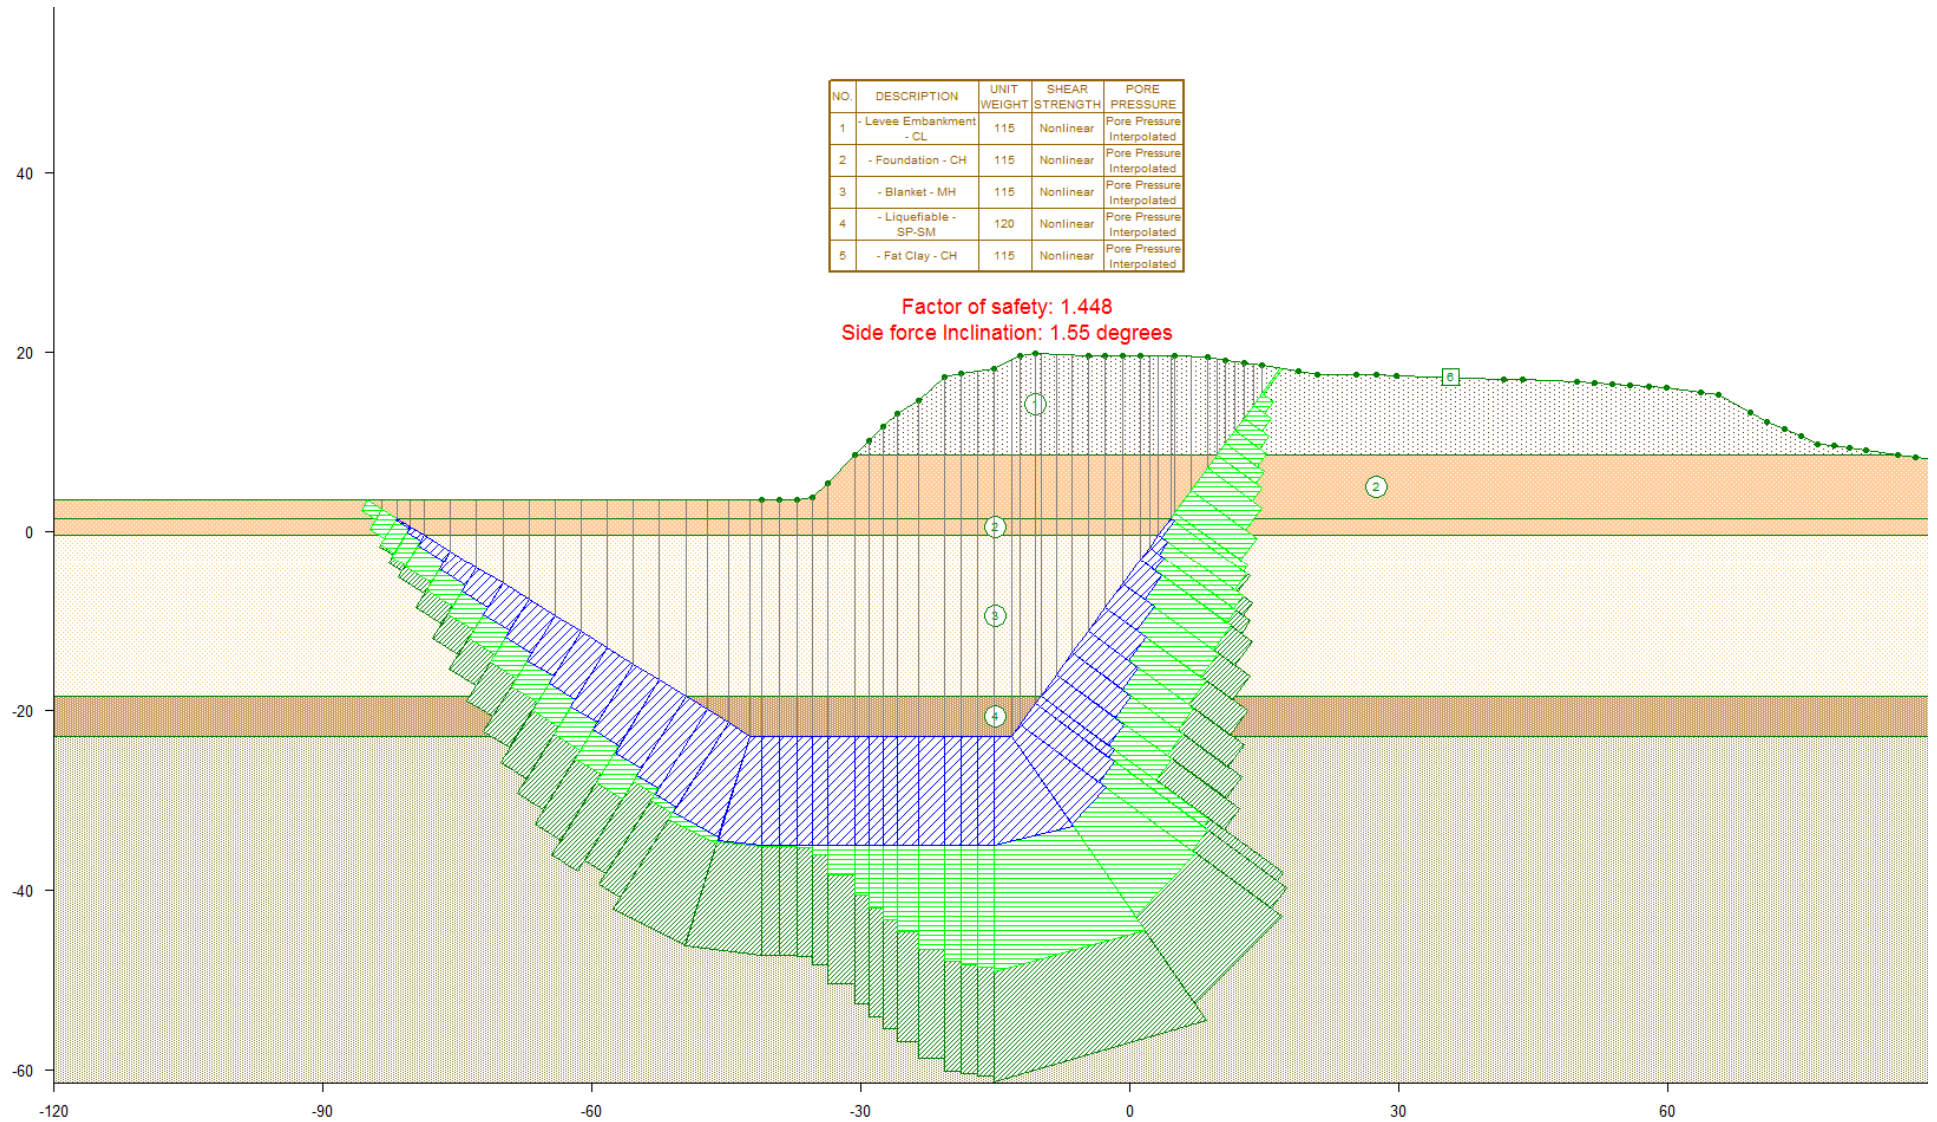 NO. DESCRIPTION UNIT WEIGHT SHEAR STRENGTH PORE PRESSURE
1 - Levee Embankment - CL 115 Nonlinear Pore Pressure Interpolated
2 - Foundation - CH 115 Nonlinear Pore Pressure Interpolated
3 - Blanket - MH 115 Nonlinear Pore Pressure Interpolated
4 - Liquefiable - SP-SM 120 Nonlinear Pore Pressure Interpolated
5 - Fat Clay - CH 115 Nonlinear Pore Pressure Interpolated
Factor of safety: 1.448
Side force Inclination: 1.55 degrees
40
20
0
-20
-40
-60
6
1
2
2
3
4
-120 -90 -60 -30 0 30 60